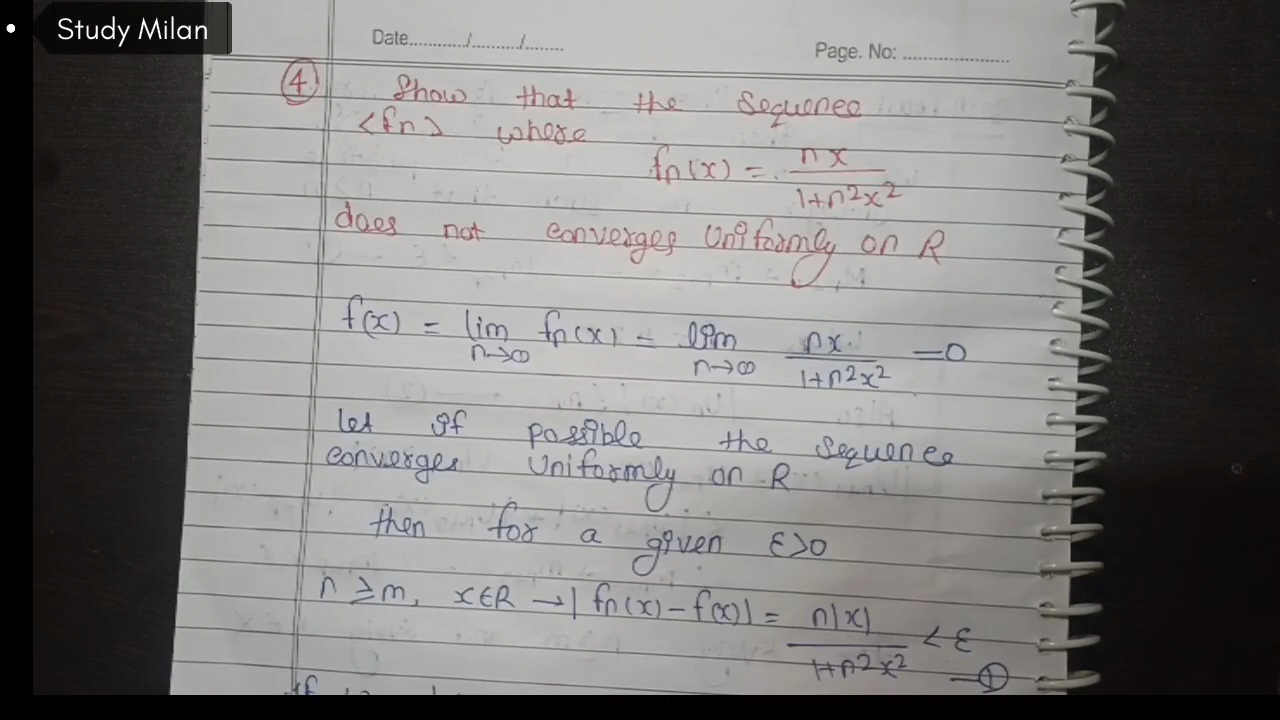 Study Milan
Date............/.........../........
Page. No: ......................
4 Show that the Sequence
<fn> where
fn(x) = nx / 1+n²x²
does not converges Uniformly on R
f(x) = lim n→∞ fn(x) = lim n→∞ nx / 1+n²x² = 0
let if possible the sequence
converges Uniformly on R
then for a given ε>0
n ≥ m, x∈R → | fn(x) - f(x)| = n|x| / 1+n²x² < ε
— ①